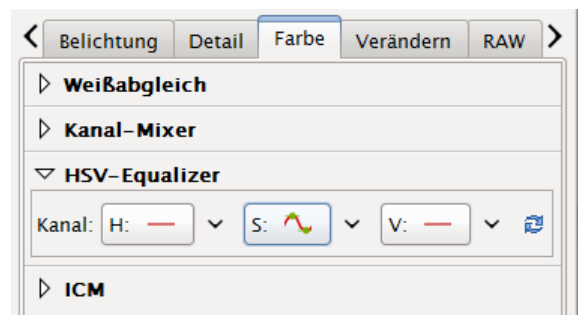 Belichtung Detail Farbe Verändern RAW
Weißabgleich
Kanal-Mixer
HSV-Equalizer
Kanal: H: S: V:
ICM